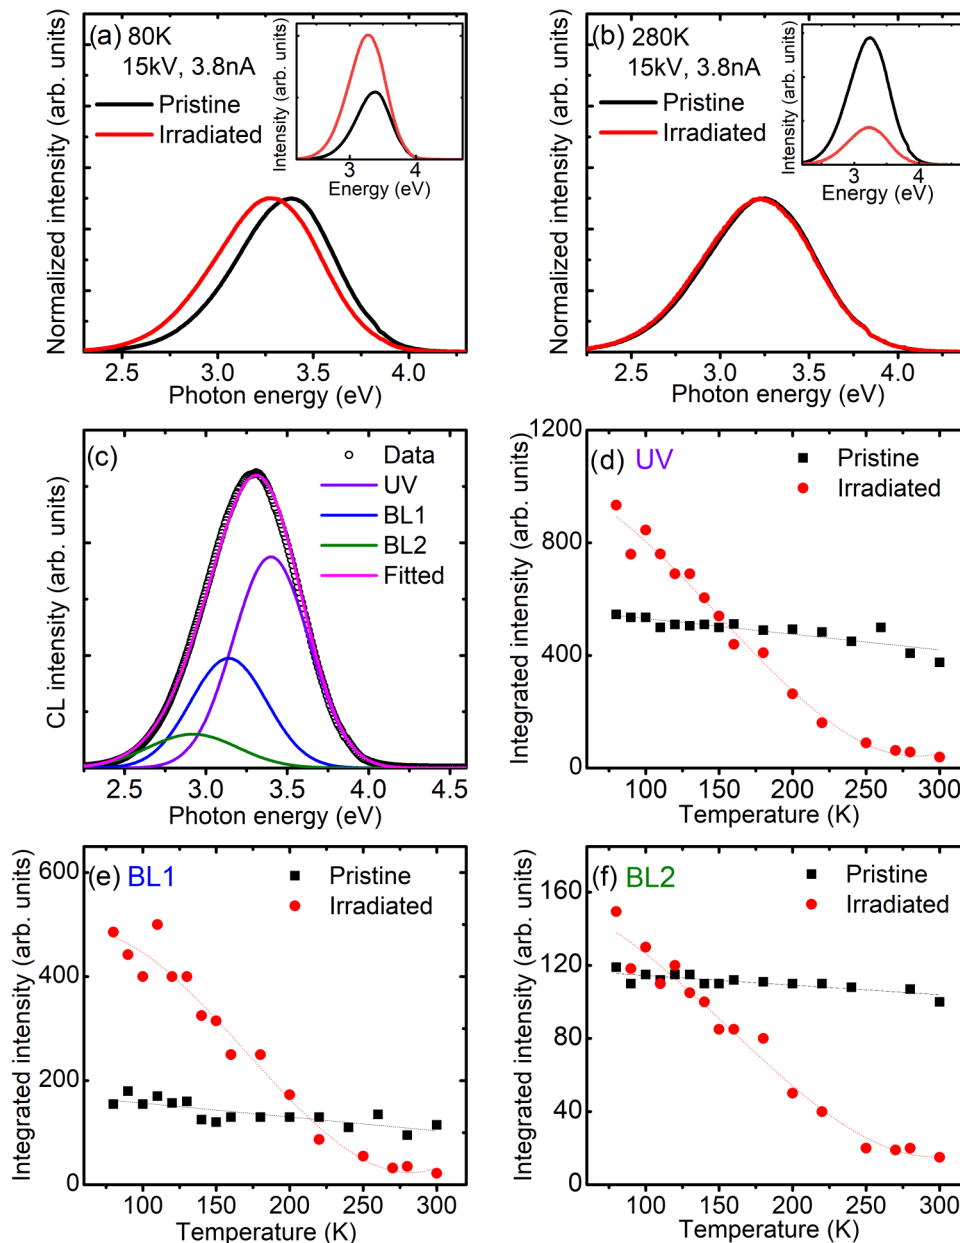 (a) 80K
15kV, 3.8nA
Pristine
Irradiated
Normalized intensity (arb. units)
2.5 3.0 3.5 4.0
Photon energy (eV)
Intensity (arb. units)
3 4
Energy (eV)
(b) 280K
15kV, 3.8nA
Pristine
Irradiated
Normalized intensity (arb. units)
2.5 3.0 3.5 4.0
Photon energy (eV)
Intensity (arb. units)
3 4
Energy (eV)
(c)
Data
UV
BL1
BL2
Fitted
CL intensity (arb. units)
2.5 3.0 3.5 4.0 4.5
Photon energy (eV)
(d) UV
Pristine
Irradiated
Integrated intensity (arb. units)
1200
800
400
0
100 150 200 250 300
Temperature (K)
(e) BL1
Pristine
Irradiated
Integrated intensity (arb. units)
600
400
200
0
100 150 200 250 300
Temperature (K)
(f) BL2
Pristine
Irradiated
Integrated intensity (arb. units)
160
120
80
40
0
100 150 200 250 300
Temperature (K)